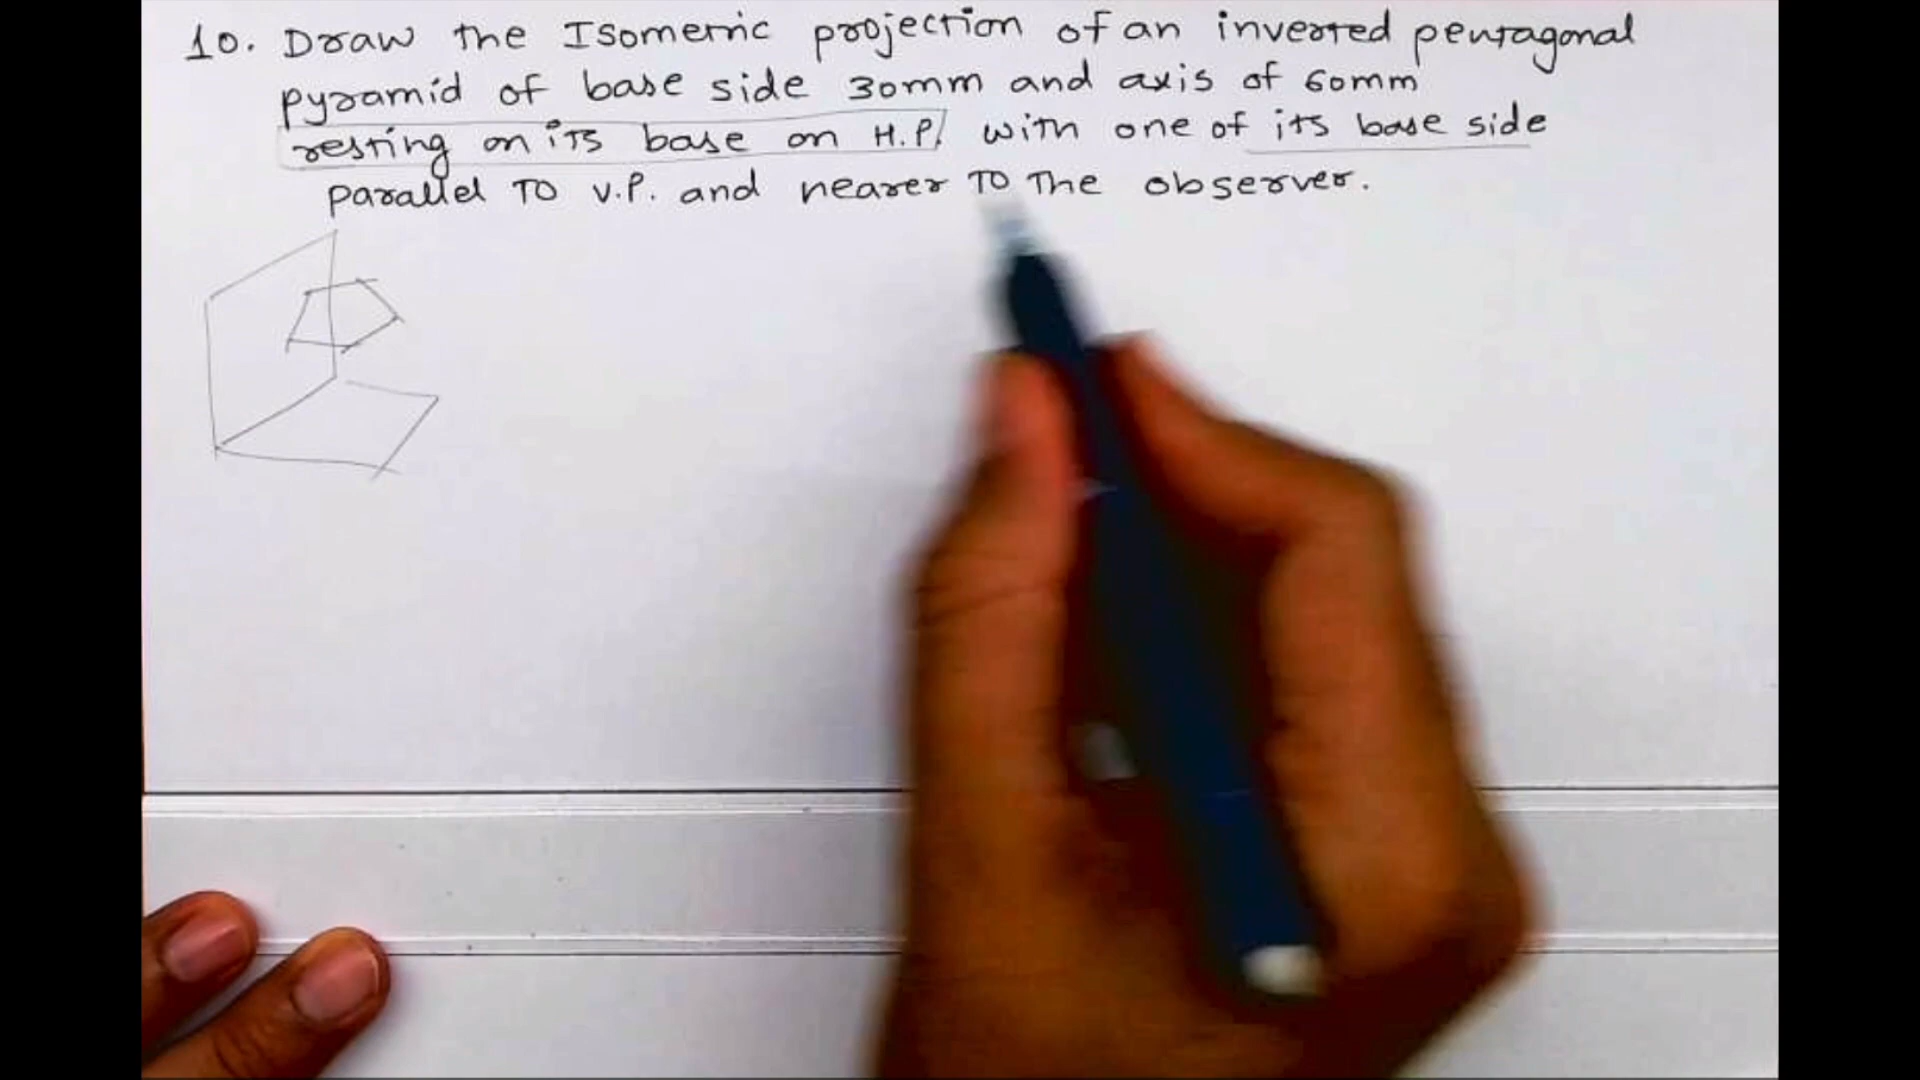 10. Draw the Isometric projection of an inverted pentagonal
pyramid of base side 30mm and axis of 60mm
resting on its base on H.P. with one of its base side
parallel TO V.P. and nearer TO The observer.